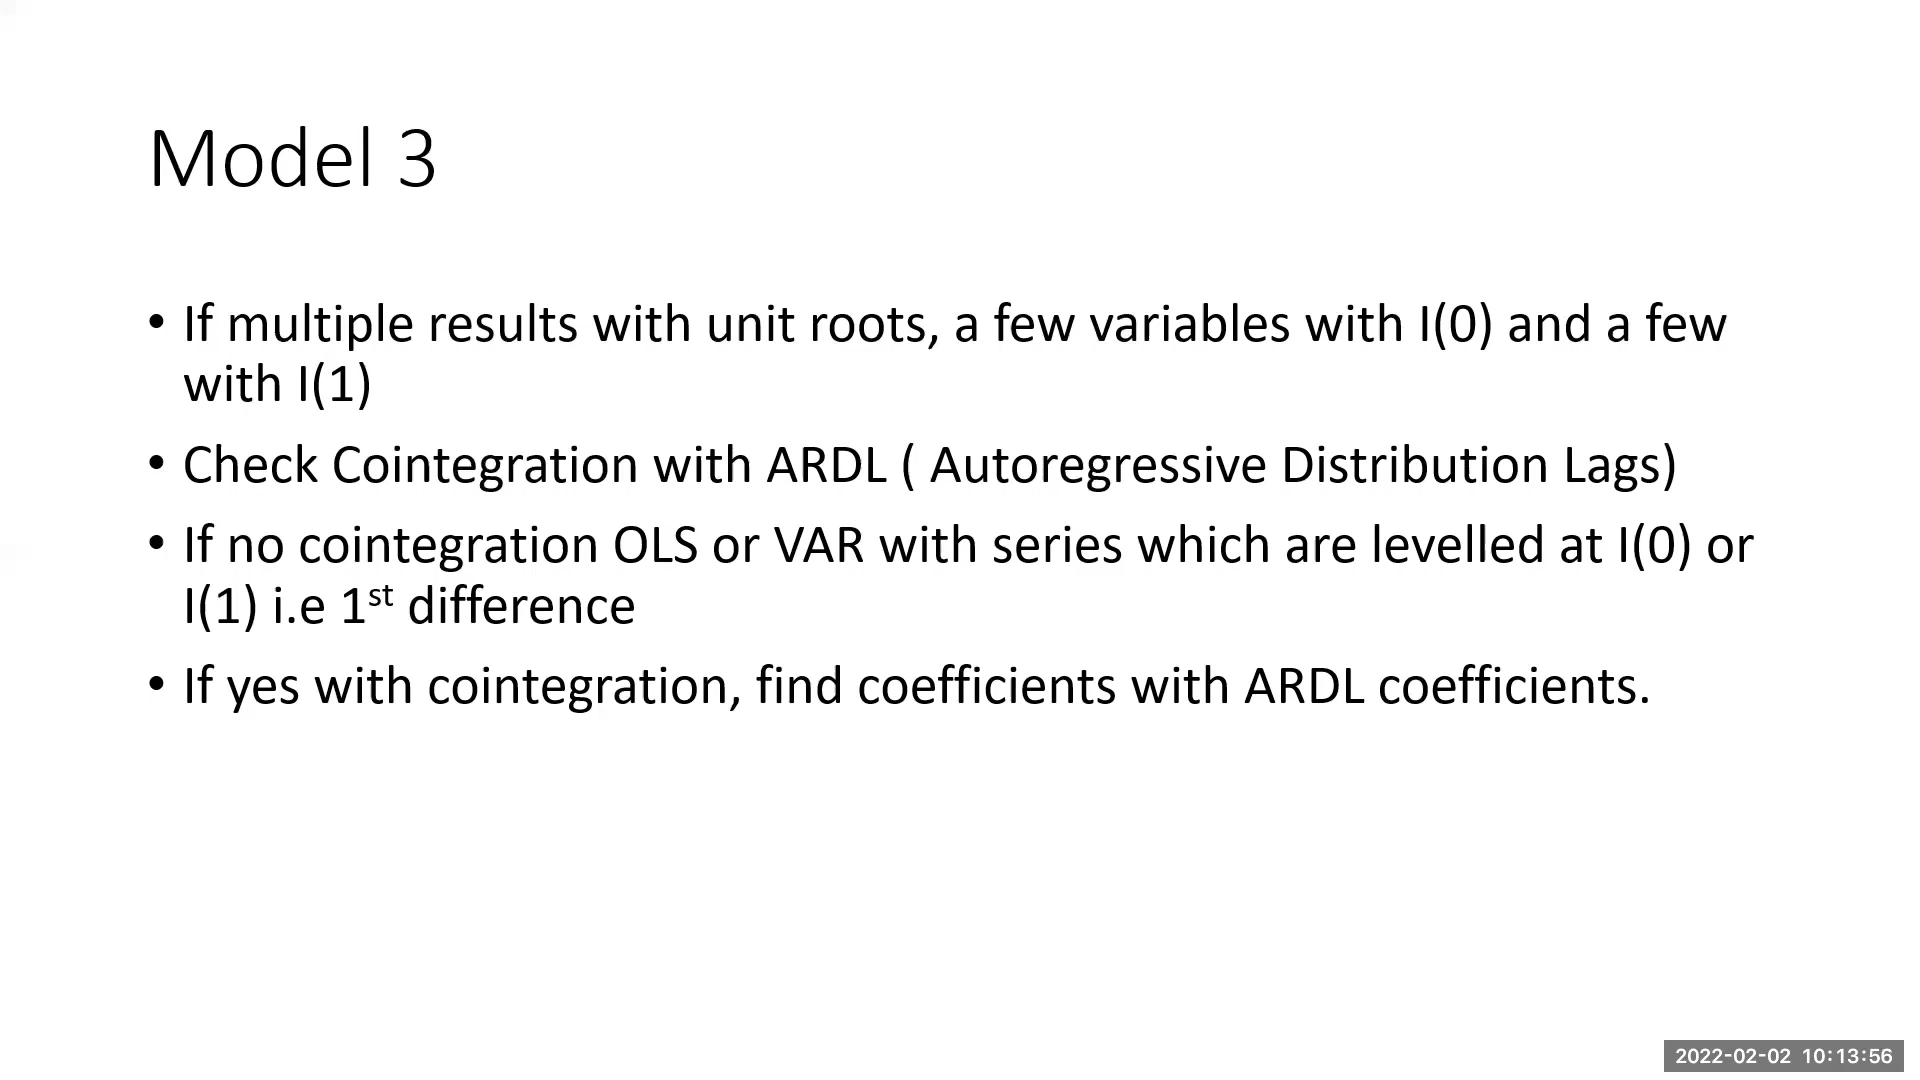 Model 3
• If multiple results with unit roots, a few variables with I(0) and a few
with I(1)
• Check Cointegration with ARDL ( Autoregressive Distribution Lags)
• If no cointegration OLS or VAR with series which are levelled at I(0) or
I(1) i.e 1st difference
• If yes with cointegration, find coefficients with ARDL coefficients.
2022-02-02 10:13:56